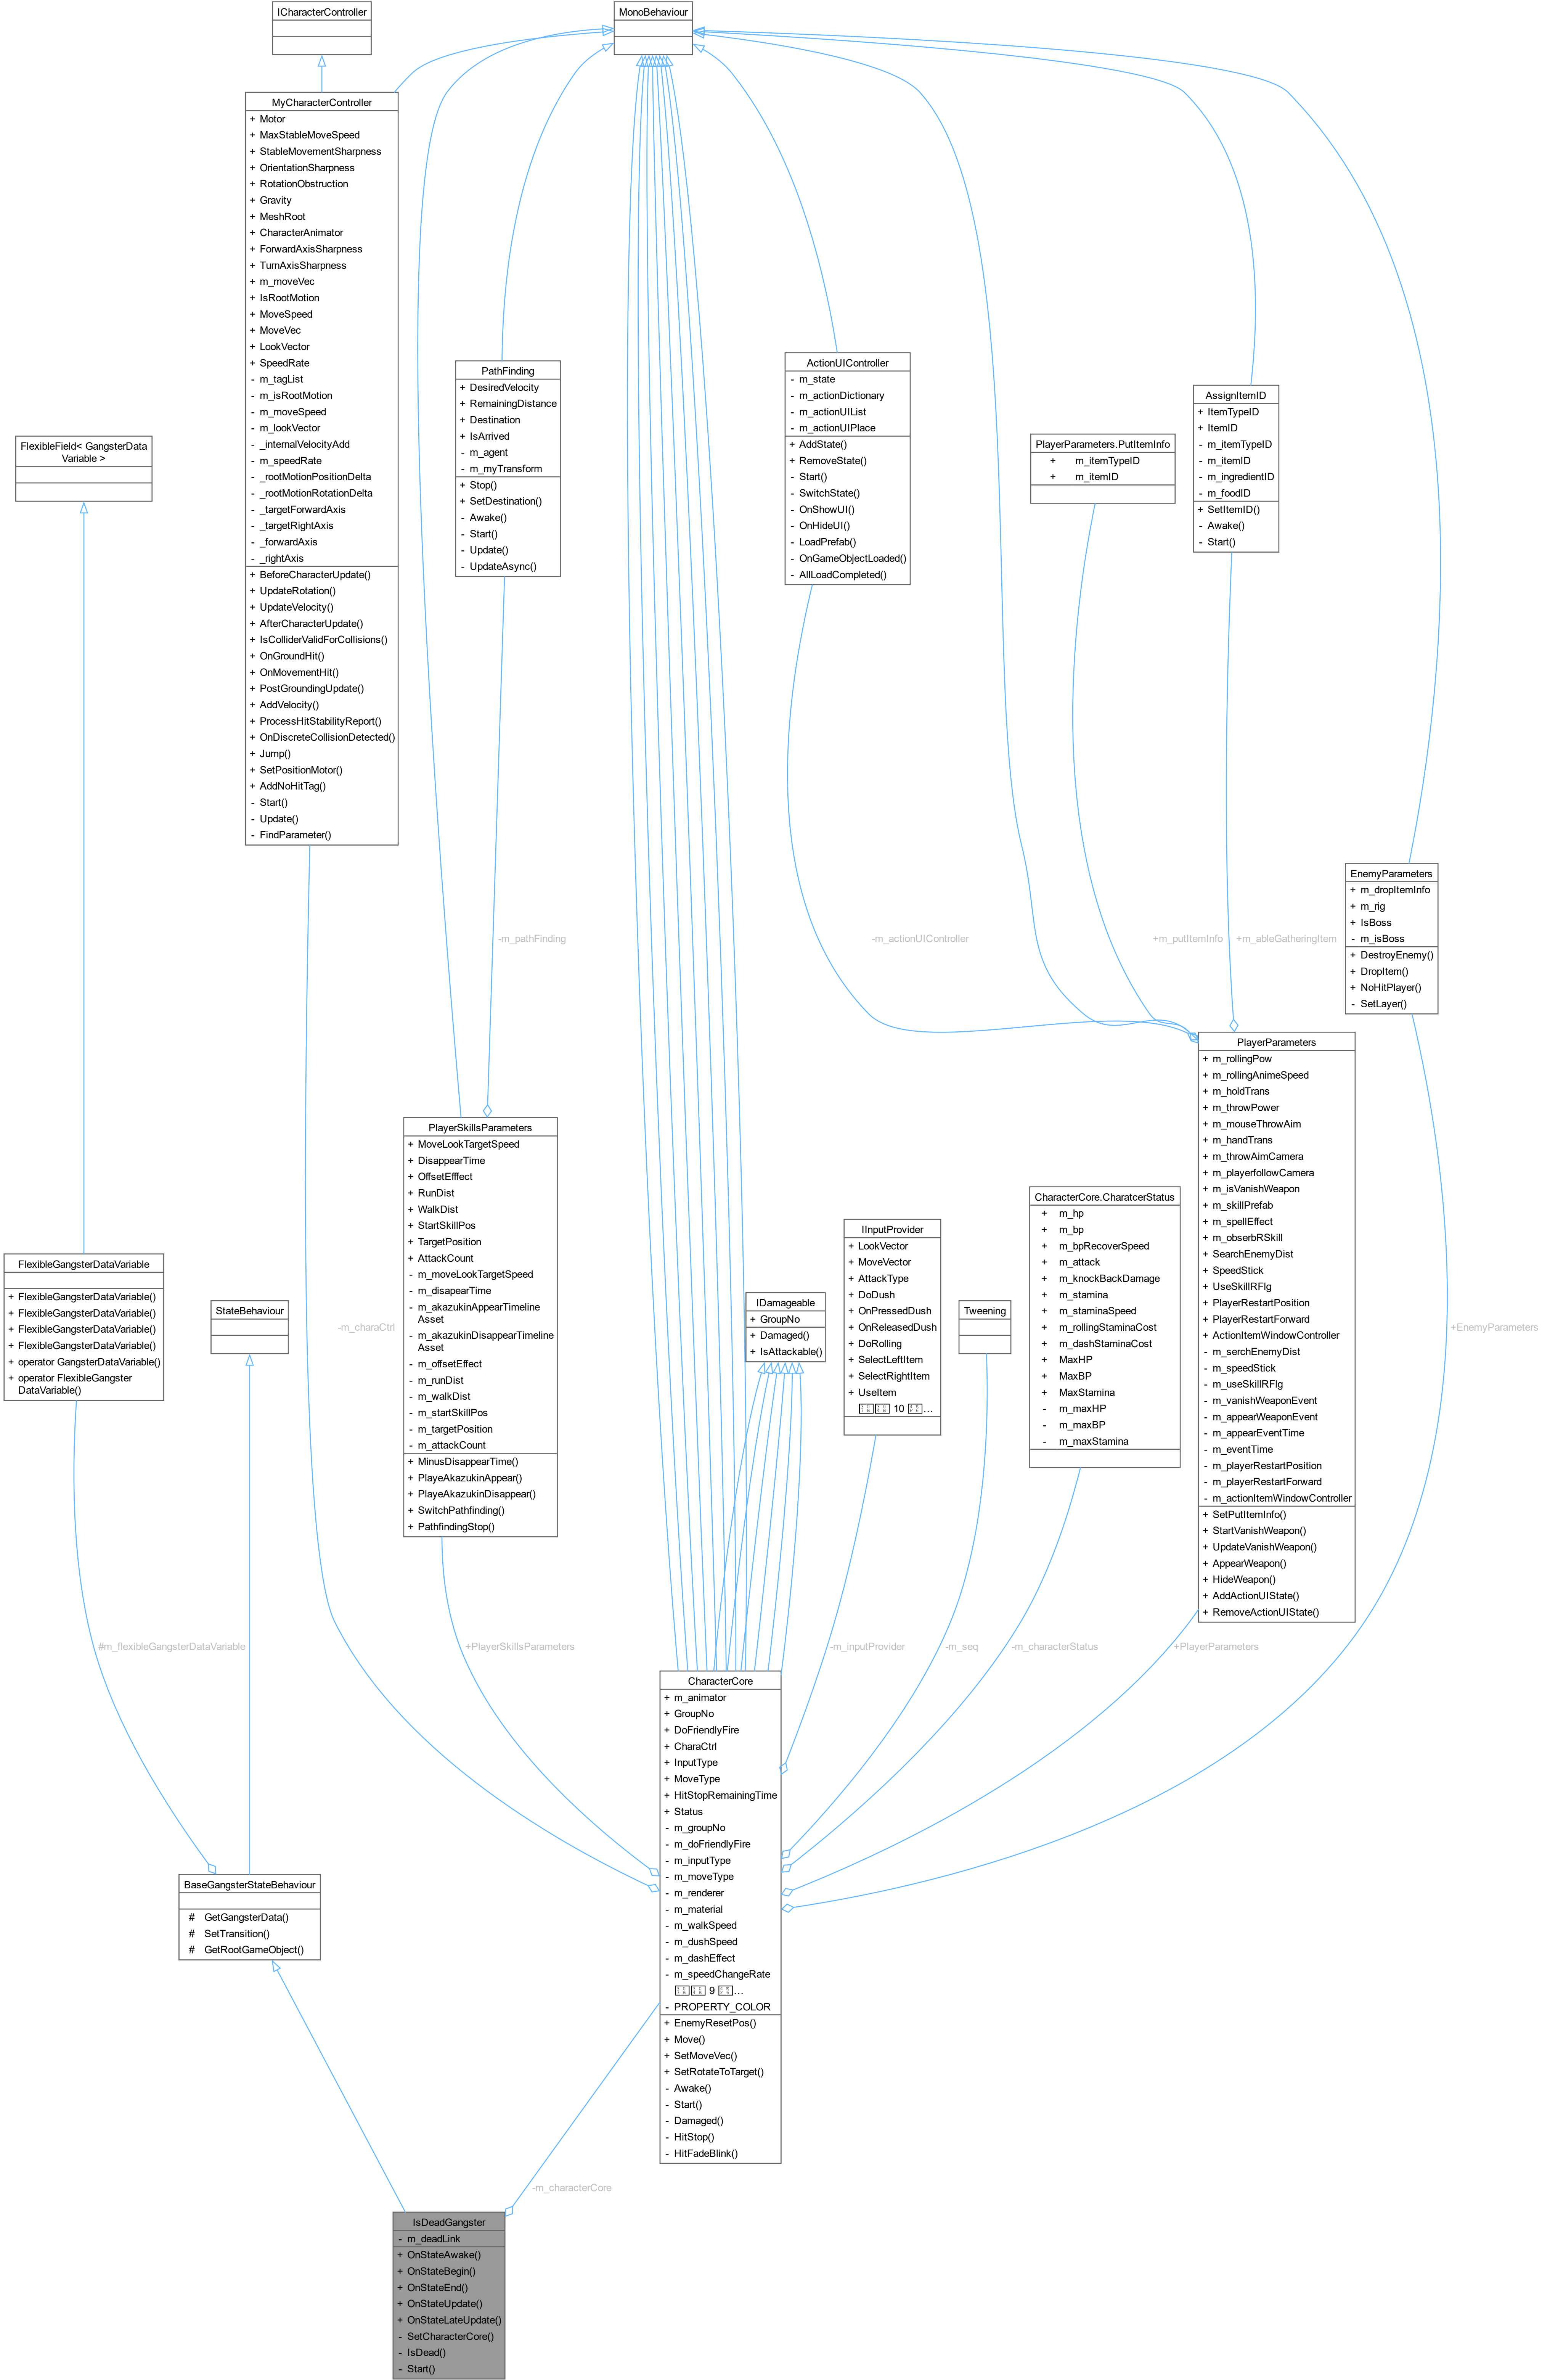 ICharacterController
MonoBehaviour
MyCharacterController
+ Motor
+ MaxStableMoveSpeed
+ StableMovementSharpness
+ OrientationSharpness
+ RotationObstruction
+ Gravity
+ MeshRoot
+ CharacterAnimator
+ ForwardAxisSharpness
+ TurnAxisSharpness
+ m_moveVec
+ IsRootMotion
+ MoveSpeed
+ MoveVec
+ LookVector
+ SpeedRate
- m_tagList
- m_isRootMotion
- m_moveSpeed
- m_lookVector
- _internalVelocityAdd
- m_speedRate
- _rootMotionPositionDelta
- _rootMotionRotationDelta
- _targetForwardAxis
- _targetRightAxis
- _forwardAxis
- _rightAxis
+ BeforeCharacterUpdate()
+ UpdateRotation()
+ UpdateVelocity()
+ AfterCharacterUpdate()
+ IsColliderValidForCollisions()
+ OnGroundHit()
+ OnMovementHit()
+ PostGroundingUpdate()
+ AddVelocity()
+ ProcessHitStabilityReport()
+ OnDiscreteCollisionDetected()
+ Jump()
+ SetPositionMotor()
+ AddNoHitTag()
- Start()
- Update()
- FindParameter()
PathFinding
+ DesiredVelocity
+ RemainingDistance
+ Destination
+ IsArrived
- m_agent
- m_myTransform
+ Stop()
+ SetDestination()
- Awake()
- Start()
- Update()
- UpdateAsync()
ActionUIController
- m_state
- m_actionDictionary
- m_actionUIList
- m_actionUIPlace
+ AddState()
+ RemoveState()
- Start()
- SwitchState()
- OnShowUI()
- OnHideUI()
- LoadPrefab()
- OnGameObjectLoaded()
- AllLoadCompleted()
AssignItemID
+ ItemTypeID
+ ItemID
- m_itemTypeID
- m_itemID
- m_ingredientID
- m_foodID
+ SetItemID()
- Awake()
- Start()
PlayerParameters.PutItemInfo
+ m_itemTypeID
+ m_itemID
FlexibleField< GangsterData
Variable >
EnemyParameters
+ m_dropItemInfo
+ m_rig
+ IsBoss
- m_isBoss
+ DestroyEnemy()
+ DropItem()
+ NoHitPlayer()
- SetLayer()
-m_pathFinding
-m_actionUIController
+m_putItemInfo
+m_ableGatheringItem
PlayerParameters
+ m_rollingPow
+ m_rollingAnimeSpeed
+ m_holdTrans
+ m_throwPower
+ m_mouseThrowAim
+ m_handTrans
+ m_throwAimCamera
+ m_playerfollowCamera
+ m_isVanishWeapon
+ m_skillPrefab
+ m_spellEffect
+ m_obserbRSkill
+ SearchEnemyDist
+ SpeedStick
+ UseSkillRFlg
+ PlayerRestartPosition
+ PlayerRestartForward
+ ActionItemWindowController
- m_serchEnemyDist
- m_speedStick
- m_useSkillRFlg
- m_vanishWeaponEvent
- m_appearWeaponEvent
- m_appearEventTime
- m_eventTime
- m_playerRestartPosition
- m_playerRestartForward
- m_actionItemWindowController
+ SetPutItemInfo()
+ StartVanishWeapon()
+ UpdateVanishWeapon()
+ AppearWeapon()
+ HideWeapon()
+ AddActionUIState()
+ RemoveActionUIState()
PlayerSkillsParameters
+ MoveLookTargetSpeed
+ DisappearTime
+ OffsetEfffect
+ RunDist
+ WalkDist
+ StartSkillPos
+ TargetPosition
+ AttackCount
- m_moveLookTargetSpeed
- m_disapearTime
- m_akazukinAppearTimeline
Asset
- m_akazukinDisappearTimeline
Asset
- m_offsetEffect
- m_runDist
- m_walkDist
- m_startSkillPos
- m_targetPosition
- m_attackCount
+ MinusDisappearTime()
+ PlayeAkazukinAppear()
+ PlayeAkazukinDisappear()
+ SwitchPathfinding()
+ PathfindingStop()
CharacterCore.CharatcerStatus
+ m_hp
+ m_bp
+ m_bpRecoverSpeed
+ m_attack
+ m_knockBackDamage
+ m_stamina
+ m_staminaSpeed
+ m_rollingStaminaCost
+ m_dashStaminaCost
+ MaxHP
+ MaxBP
+ MaxStamina
- m_maxHP
- m_maxBP
- m_maxStamina
IInputProvider
+ LookVector
+ MoveVector
+ AttackType
+ DoDush
+ OnPressedDush
+ OnReleasedDush
+ DoRolling
+ SelectLeftItem
+ SelectRightItem
+ UseItem
10 ...
FlexibleGangsterDataVariable
+ FlexibleGangsterDataVariable()
+ FlexibleGangsterDataVariable()
+ FlexibleGangsterDataVariable()
+ FlexibleGangsterDataVariable()
+ operator GangsterDataVariable()
+ operator FlexibleGangster
DataVariable()
StateBehaviour
IDamageable
+ GroupNo
+ Damaged()
+ IsAttackable()
Tweening
-m_charaCtrl
+EnemyParameters
#m_flexibleGangsterDataVariable
+PlayerSkillsParameters
-m_inputProvider
-m_seq
-m_characterStatus
+PlayerParameters
CharacterCore
+ m_animator
+ GroupNo
+ DoFriendlyFire
+ CharaCtrl
+ InputType
+ MoveType
+ HitStopRemainingTime
+ Status
- m_groupNo
- m_doFriendlyFire
- m_inputType
- m_moveType
- m_renderer
- m_material
- m_walkSpeed
- m_dushSpeed
- m_dashEffect
- m_speedChangeRate
9 ...
- PROPERTY_COLOR
+ EnemyResetPos()
+ Move()
+ SetMoveVec()
+ SetRotateToTarget()
- Awake()
- Start()
- Damaged()
- HitStop()
- HitFadeBlink()
BaseGangsterStateBehaviour
# GetGangsterData()
# SetTransition()
# GetRootGameObject()
-m_characterCore
IsDeadGangster
- m_deadLink
+ OnStateAwake()
+ OnStateBegin()
+ OnStateEnd()
+ OnStateUpdate()
+ OnStateLateUpdate()
- SetCharacterCore()
- IsDead()
- Start()